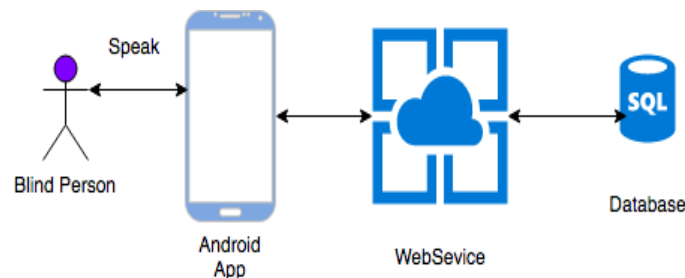 Speak
SQL
Blind Person
Android
App
WebSevice
Database